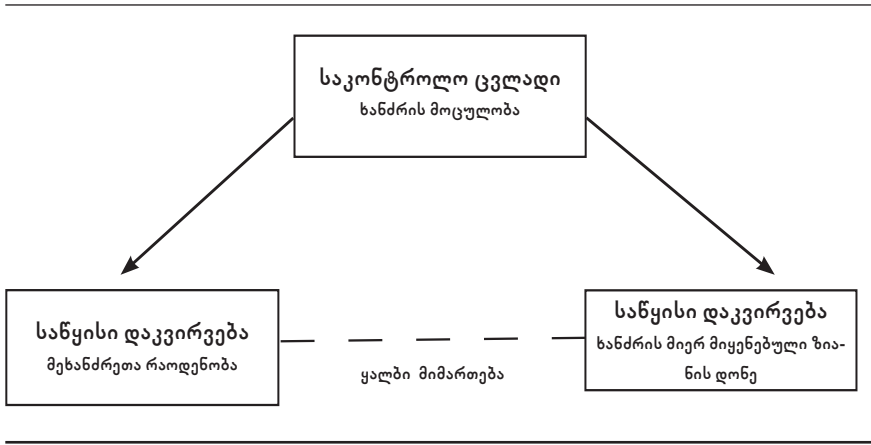 საკონტროლო ცვლადი
ხანძრის მოცულობა
საწყისი დაკვირვება
მეხანძრეთა რაოდენობა
ყალბი მიმართება
საწყისი დაკვირვება
ხანძრის მიერ მიყენებული ზია-
ნის დონე